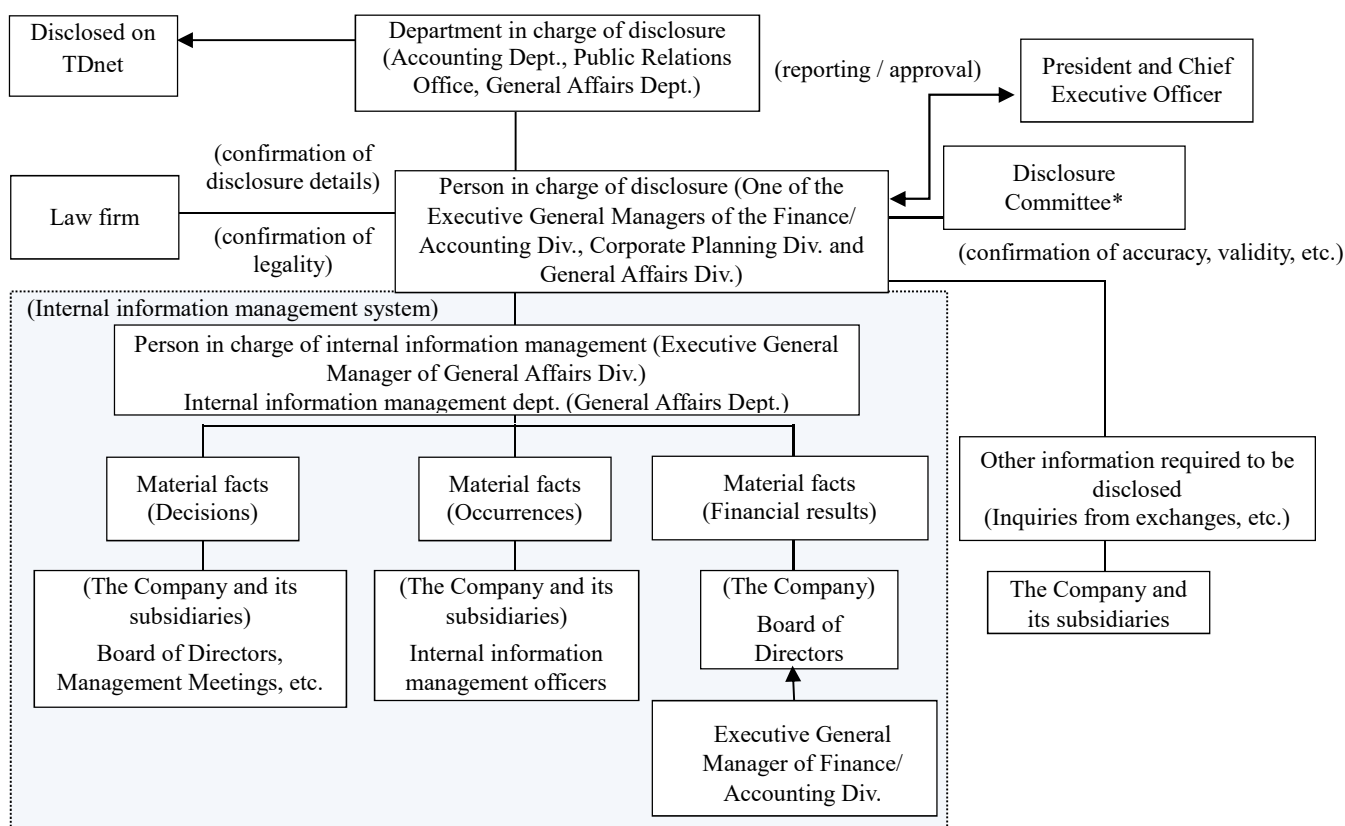 Disclosed on
TDnet
Department in charge of disclosure
(Accounting Dept., Public Relations
Office, General Affairs Dept.)
(reporting / approval)
President and Chief
Executive Officer
(confirmation of
disclosure details)
Law firm
(confirmation of
legality)
Person in charge of disclosure (One of the
Executive General Managers of the Finance/
Accounting Div., Corporate Planning Div. and
General Affairs Div.)
Disclosure
Committee*
(confirmation of accuracy, validity, etc.)
(Internal information management system)
Person in charge of internal information management (Executive General
Manager of General Affairs Div.)
Internal information management dept. (General Affairs Dept.)
Material facts
(Decisions)
Material facts
(Occurrences)
Material facts
(Financial results)
Other information required to be
disclosed
(Inquiries from exchanges, etc.)
(The Company and its
subsidiaries)
Board of Directors,
Management Meetings, etc.
(The Company and its
subsidiaries)
Internal information
management officers
(The Company)
Board of
Directors
The Company and
its subsidiaries
Executive General
Manager of Finance/
Accounting Div.